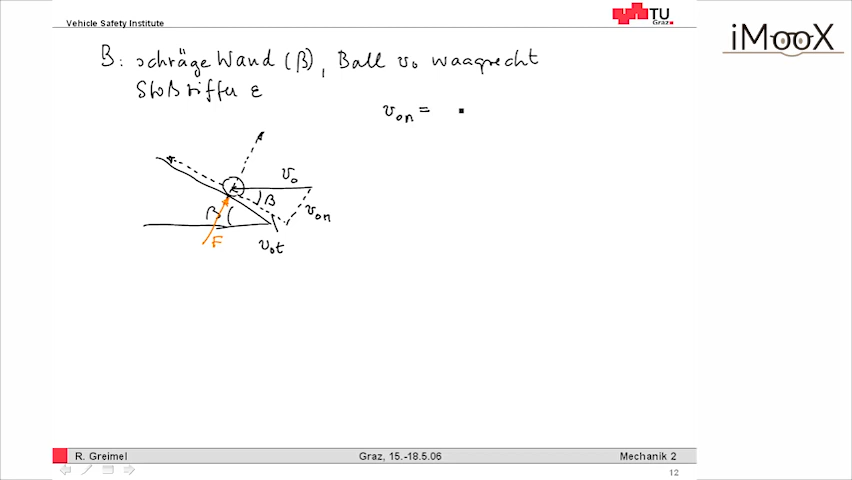 Vehicle Safety Institute
TU
Graz
iMooX
B: schräge Wand (β), Ball v₀ waagrecht
Stoßziffer ε
v₀ₙ =
v₀
β
v₀ₙ
β
F
v₀t
R. Greimel
Graz, 15.-18.5.06
Mechanik 2
12